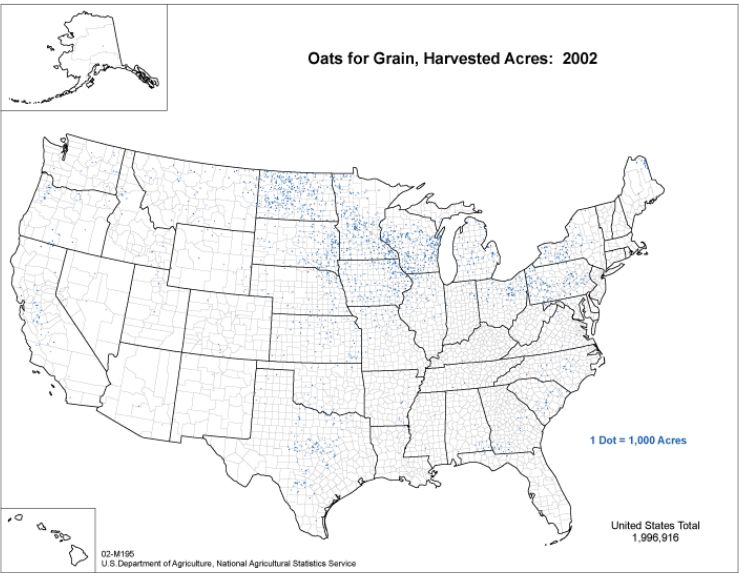 Oats for Grain, Harvested Acres: 2002
1 Dot = 1,000 Acres
United States Total
1,996,916
02-M195
U.S.Department of Agriculture, National Agricultural Statistics Service